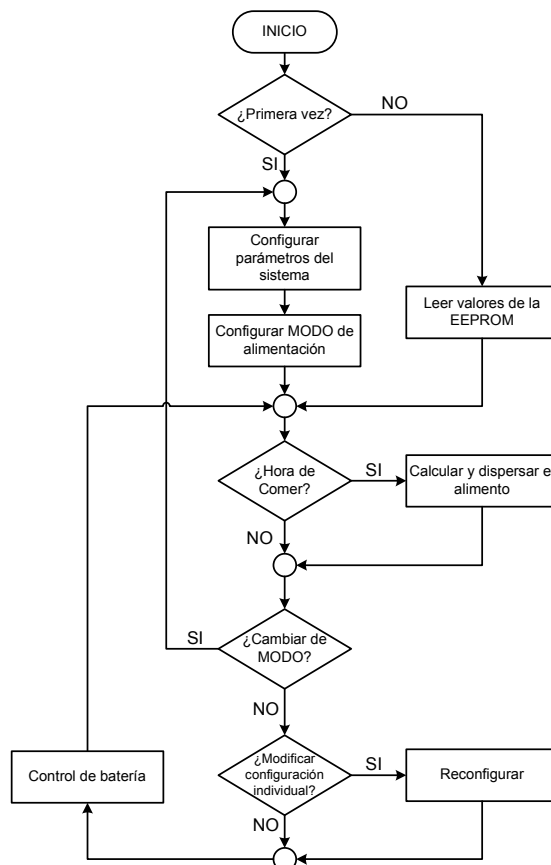 INICIO
¿Primera vez?
NO
SI
Configurar
parámetros del
sistema
Leer valores de la
EEPROM
Configurar MODO de
alimentación
¿Hora de
Comer?
SI
Calcular y dispersar e
alimento
NO
¿Cambiar de
MODO?
SI
NO
¿Modificar
configuración
individual?
SI
Reconfigurar
Control de batería
NO